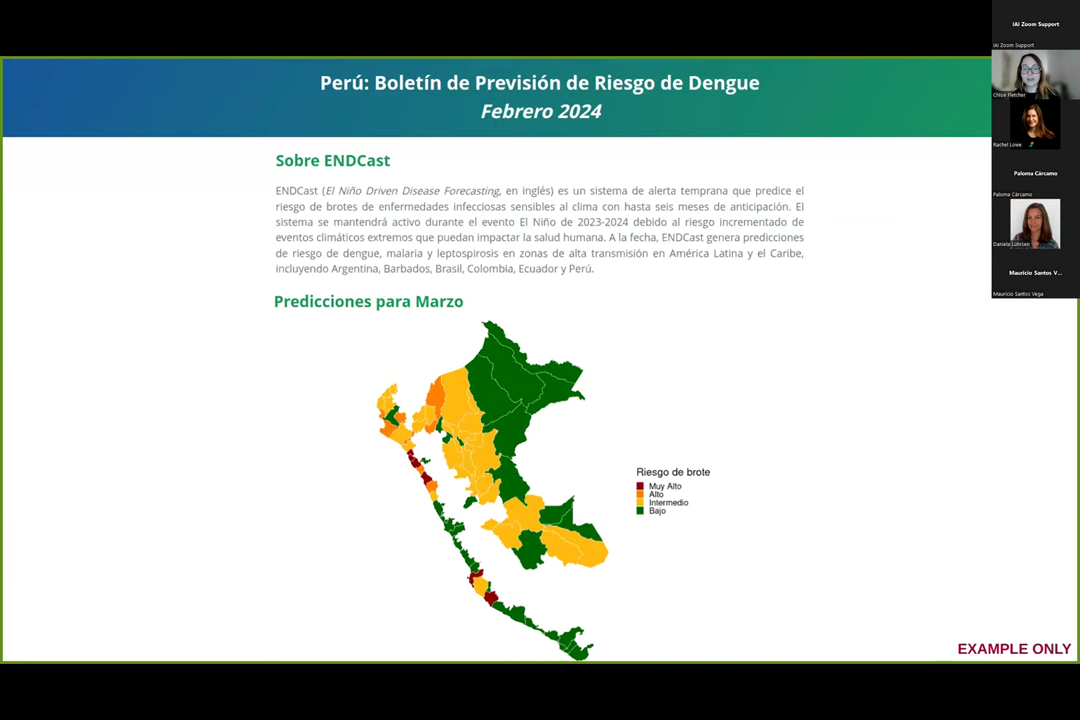 Perú: Boletín de Previsión de Riesgo de Dengue
Febrero 2024
Sobre ENDCast
ENDCast (El Niño Driven Disease Forecasting, en inglés) es un sistema de alerta temprana que predice el
riesgo de brotes de enfermedades infecciosas sensibles al clima con hasta seis meses de anticipación. El
sistema se mantendrá activo durante el evento El Niño de 2023-2024 debido al riesgo incrementado de
eventos climáticos extremos que puedan impactar la salud humana. A la fecha, ENDCast genera predicciones
de riesgo de dengue, malaria y leptospirosis en zonas de alta transmisión en América Latina y el Caribe,
incluyendo Argentina, Barbados, Brasil, Colombia, Ecuador y Perú.
Predicciones para Marzo
Riesgo de brote
Muy Alto
Alto
Intermedio
Bajo
EXAMPLE ONLY
IAI Zoom Support
IAI Zoom Support
Chloe Fletcher
Rachel Lowe
Paloma Cárcamo
Paloma Cárcamo
Daniela Lührsen
Mauricio Santos V...
Mauricio Santos Vega